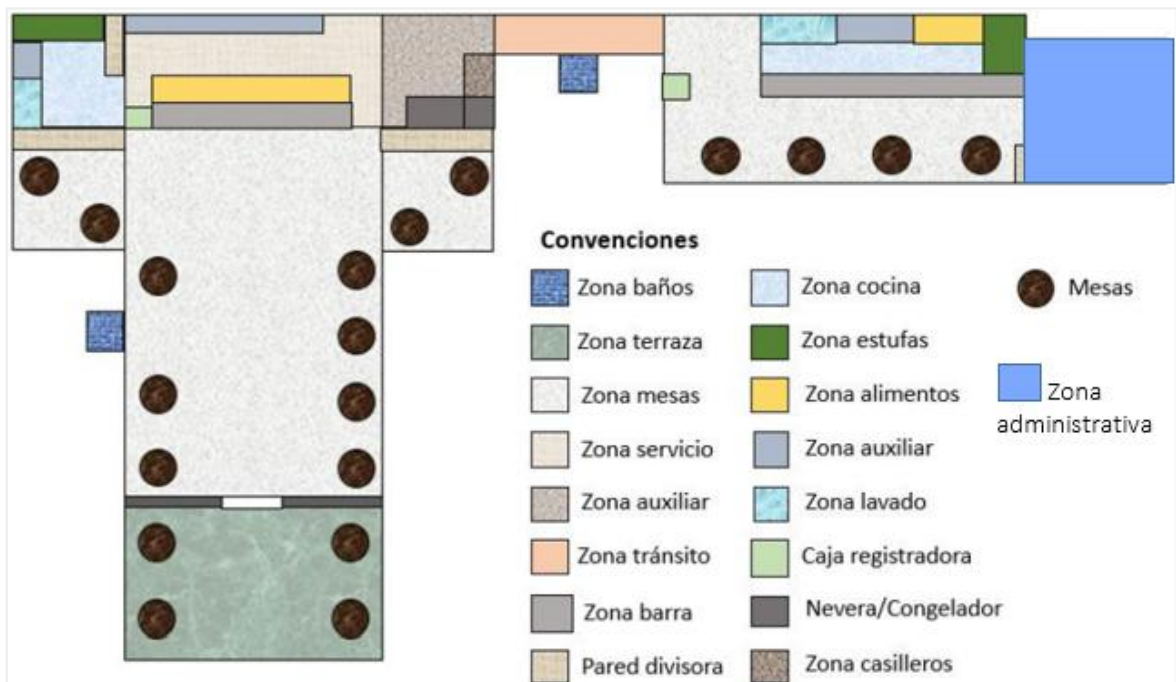 Convenciones
Zona baños
Zona cocina
Mesas
Zona terraza
Zona estufas
Zona mesas
Zona alimentos
Zona
administrativa
Zona servicio
Zona auxiliar
Zona auxiliar
Zona lavado
Zona tránsito
Caja registradora
Zona barra
Nevera/Congelador
Pared divisora
Zona casilleros